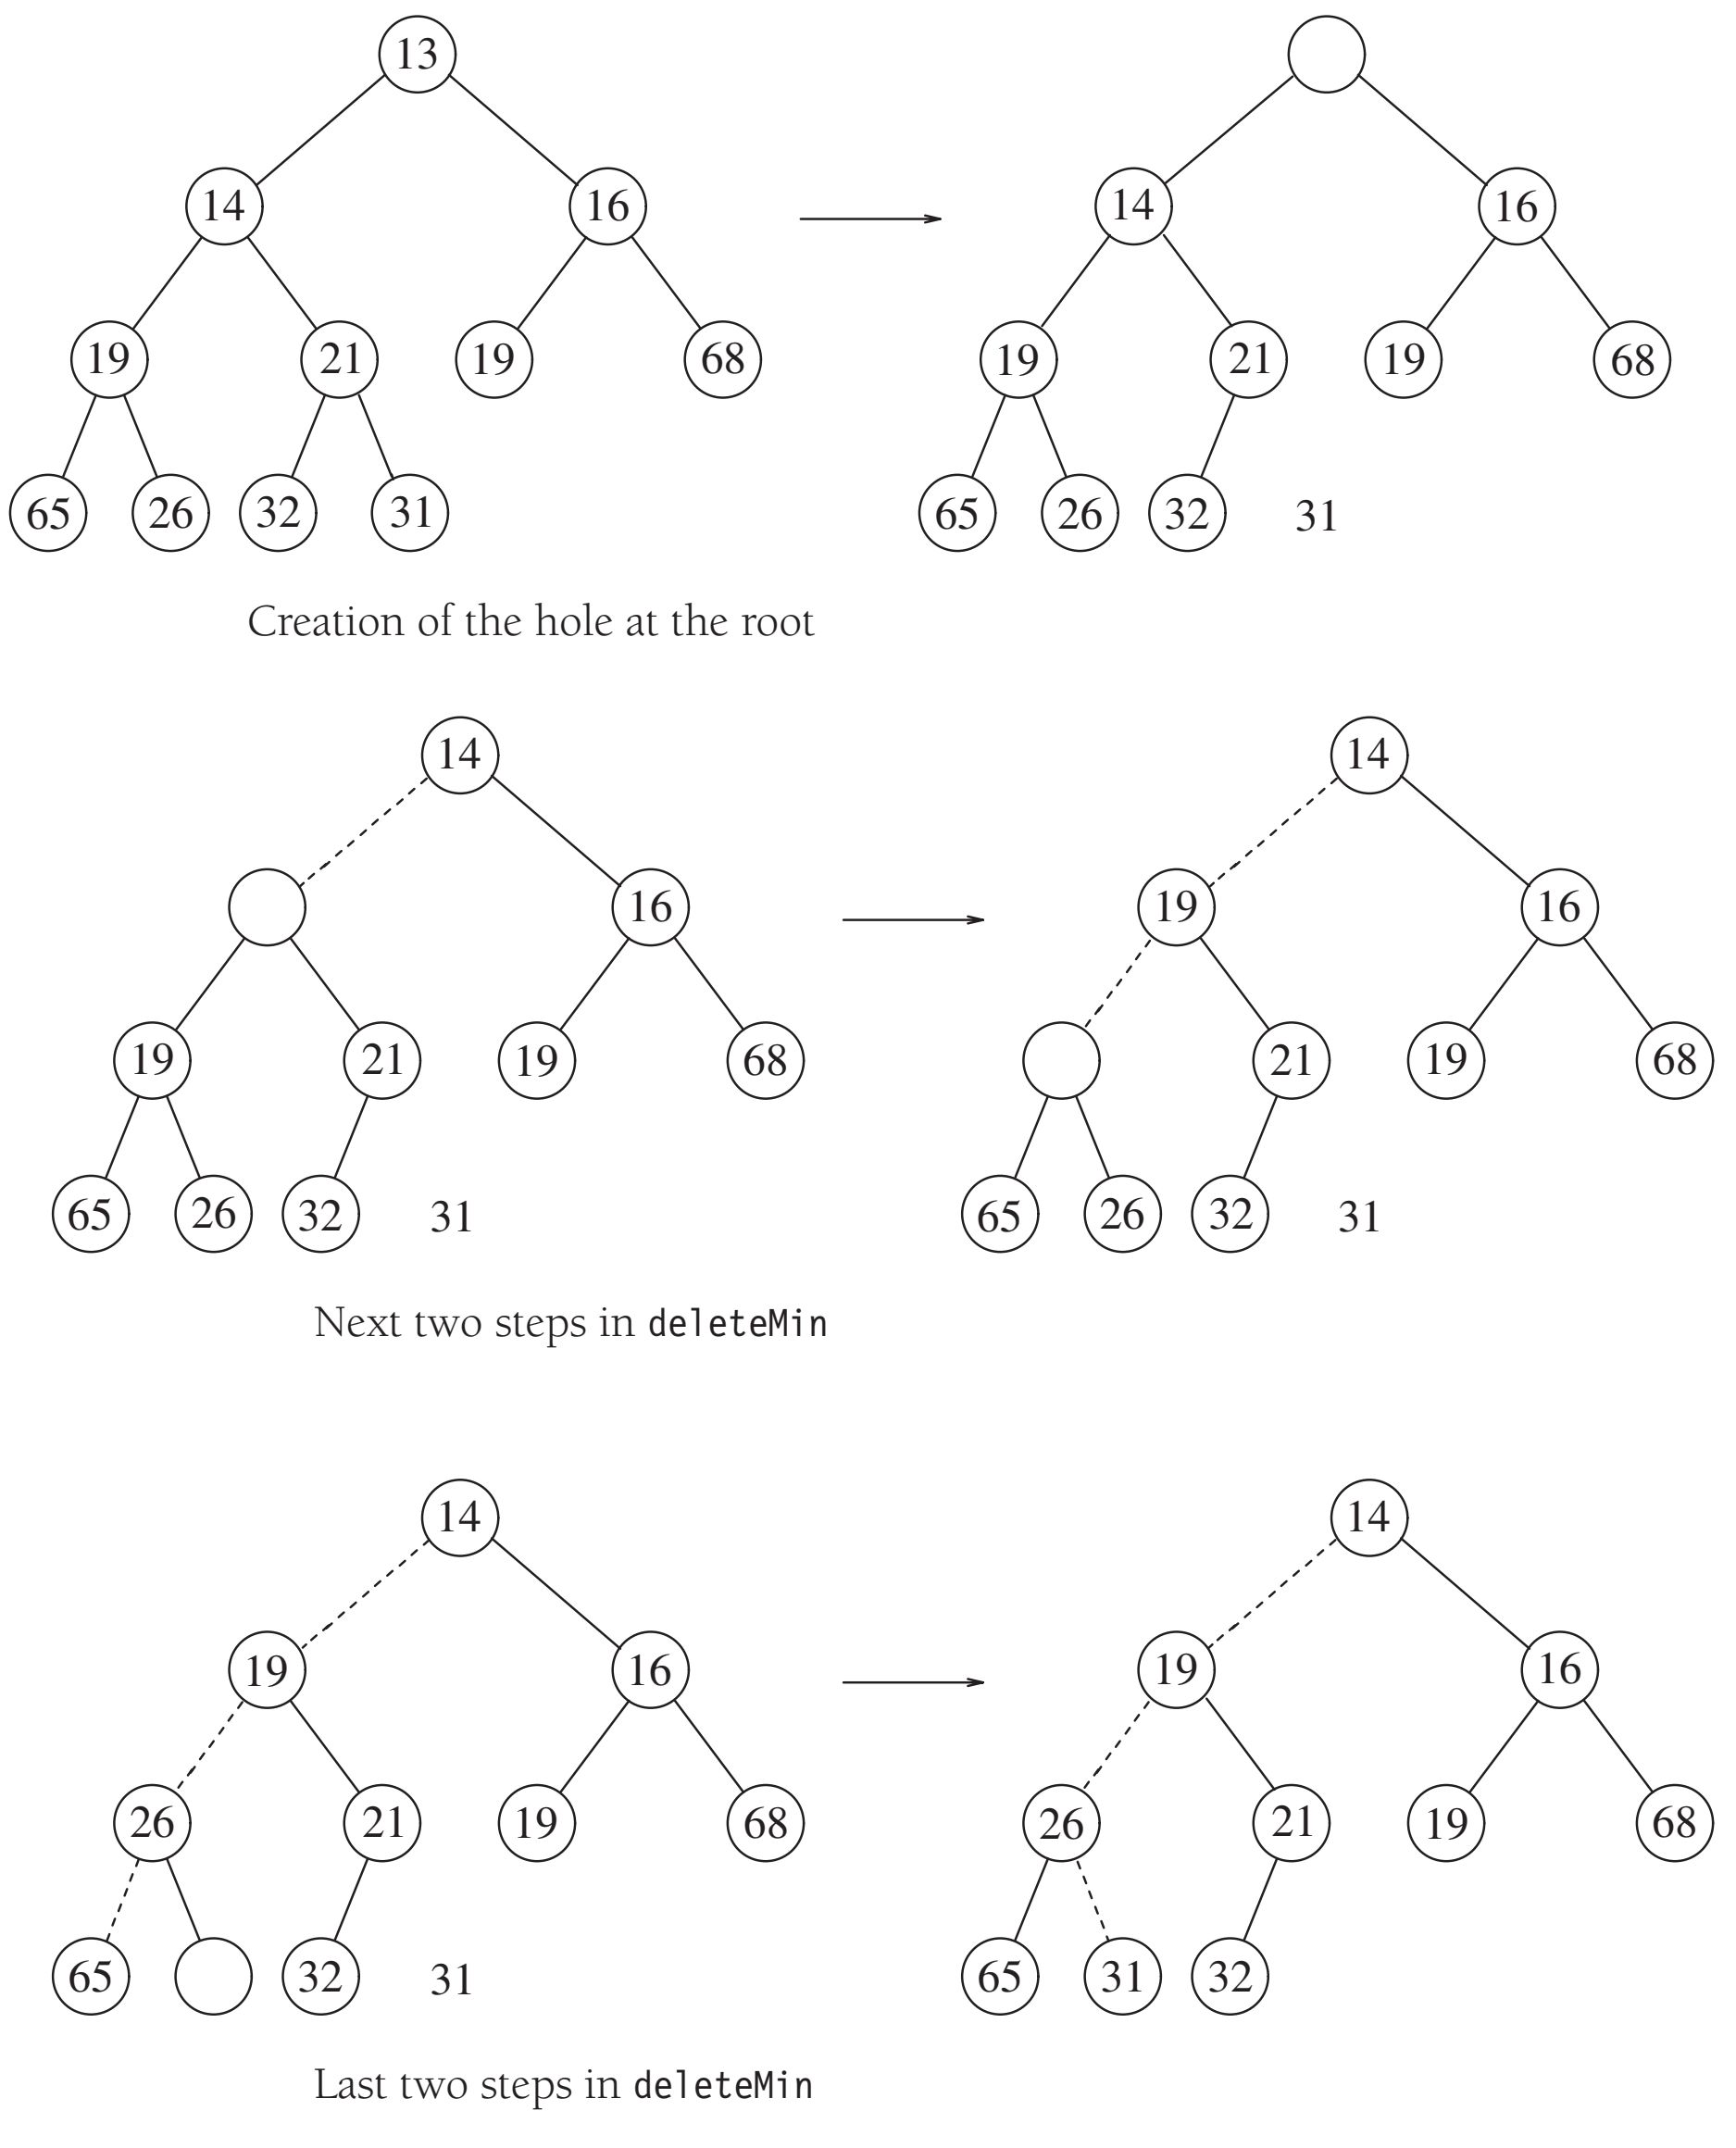 13
14 16 14 16
19 21 19 68 19 21 19 68
65 26 32 31 65 26 32 31
Creation of the hole at the root
14 14
16 19 16
19 21 19 68 21 19 68
65 26 32 31 65 26 32 31
Next two steps in deleteMin
14 14
19 16 19 16
26 21 19 68 26 21 19 68
65 32 31 65 31 32
Last two steps in deleteMin